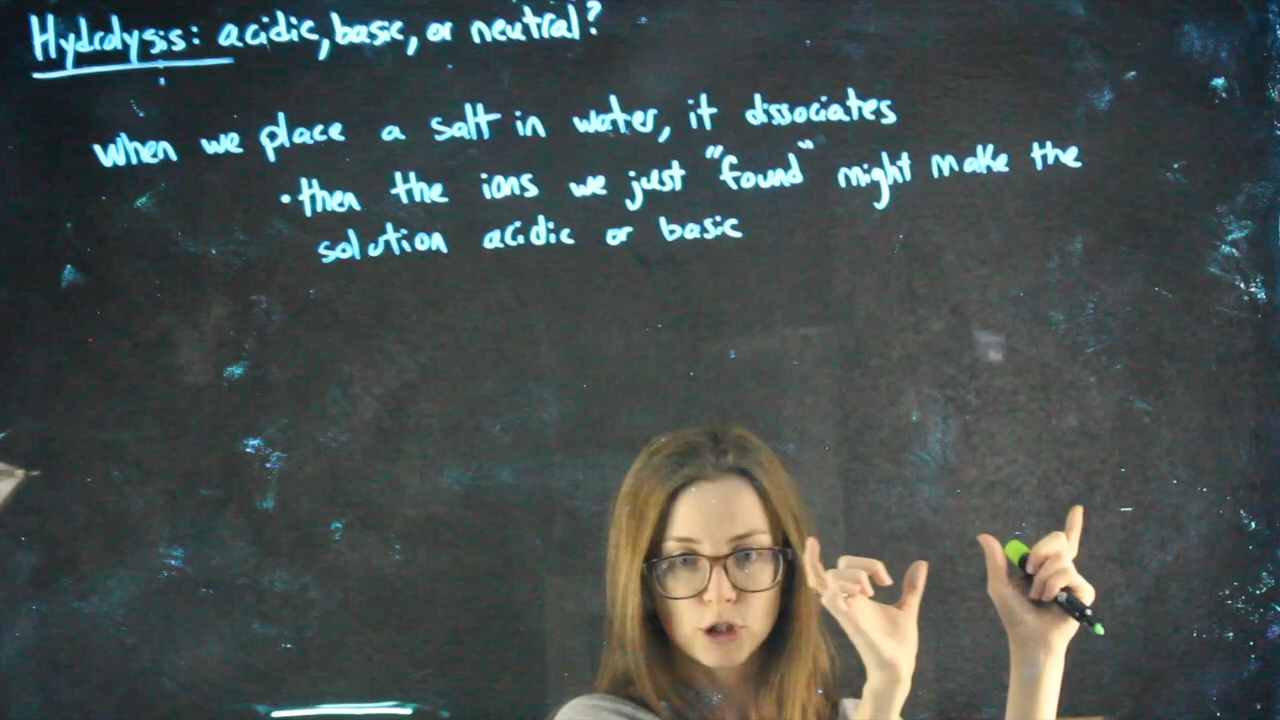 Hydrolysis: acidic, basic, or neutral?
When we place a salt in water, it dissociates
• then the ions we just "found" might make the
solution acidic or basic